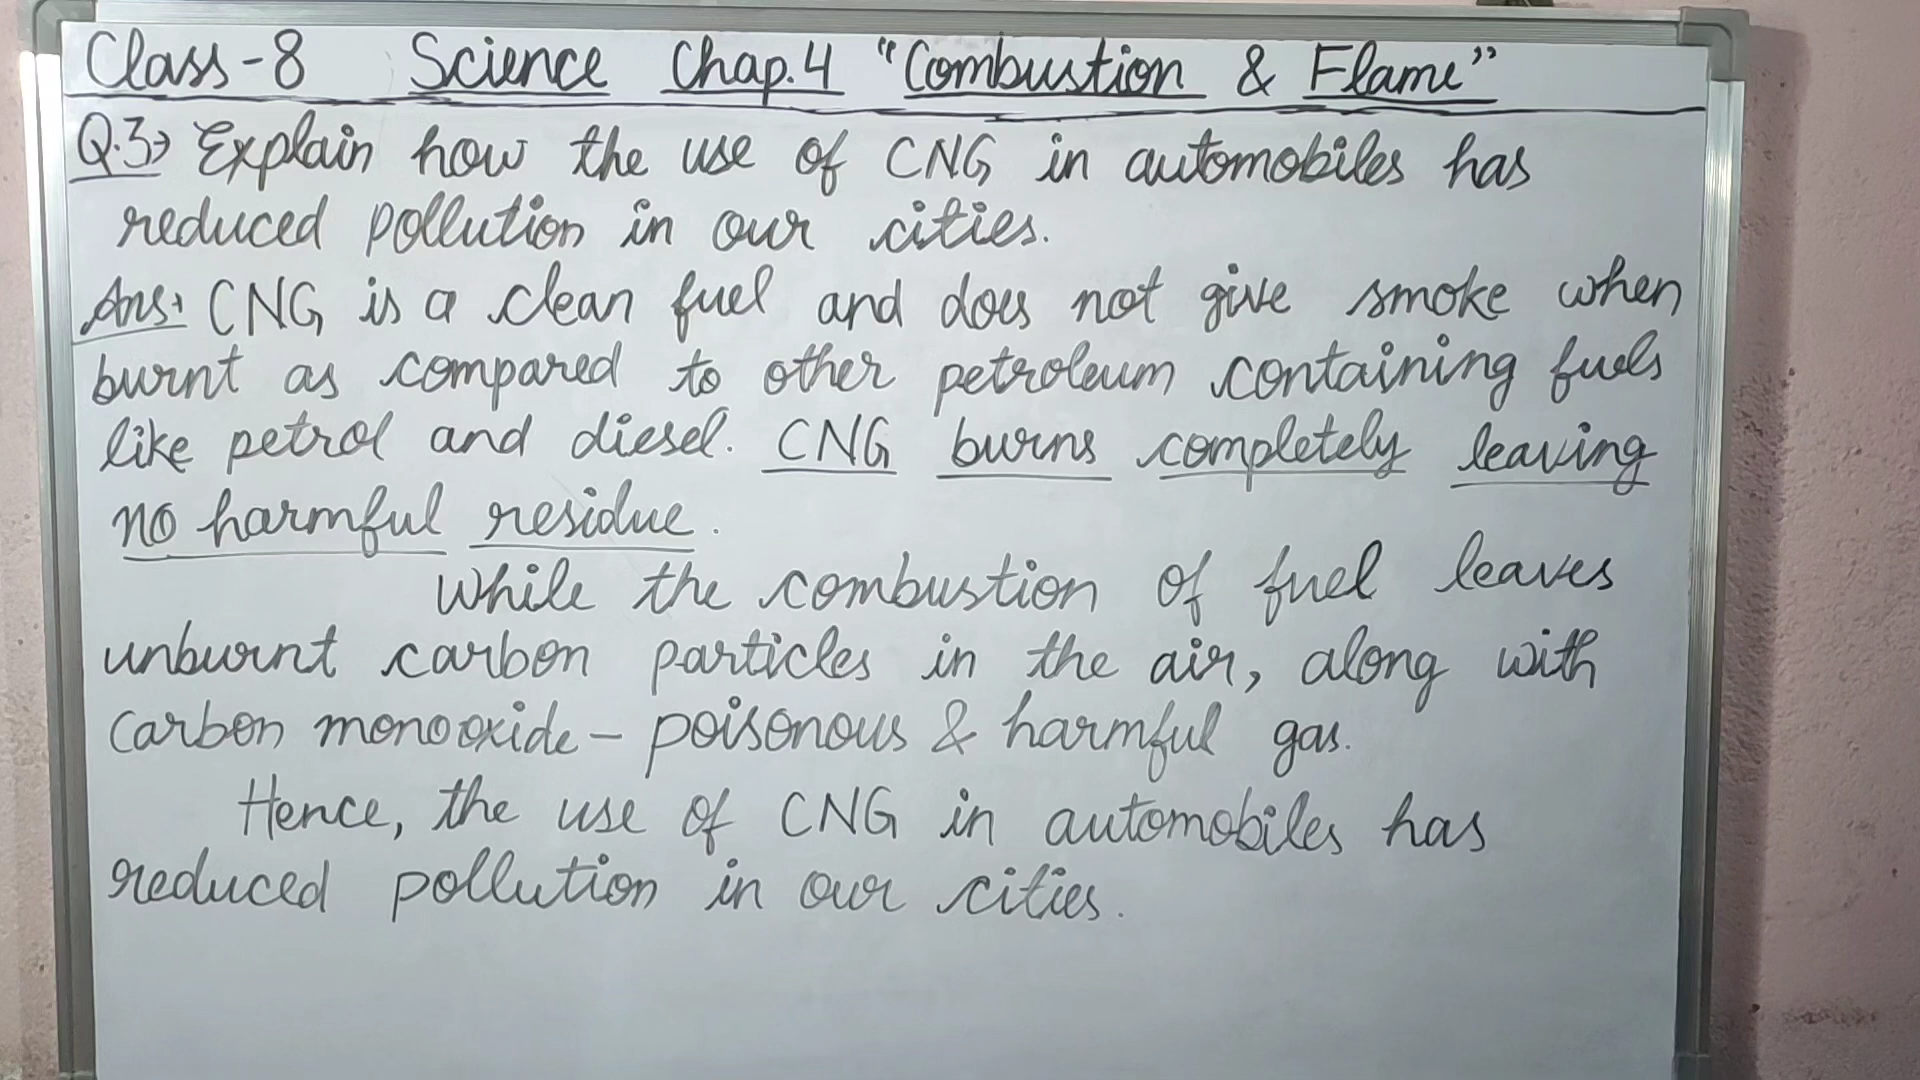 Class-8 Science Chap.4 "Combustion & Flame"
Q.3→ Explain how the use of CNG in automobiles has
reduced pollution in our cities.
Ans→ CNG is a clean fuel and does not give smoke when
burnt as compared to other petroleum containing fuels
like petrol and diesel. CNG burns completely leaving
no harmful residue.
While the combustion of fuel leaves
unburnt carbon particles in the air, along with
carbon monooxide - poisonous & harmful gas.
Hence, the use of CNG in automobiles has
reduced pollution in our cities.